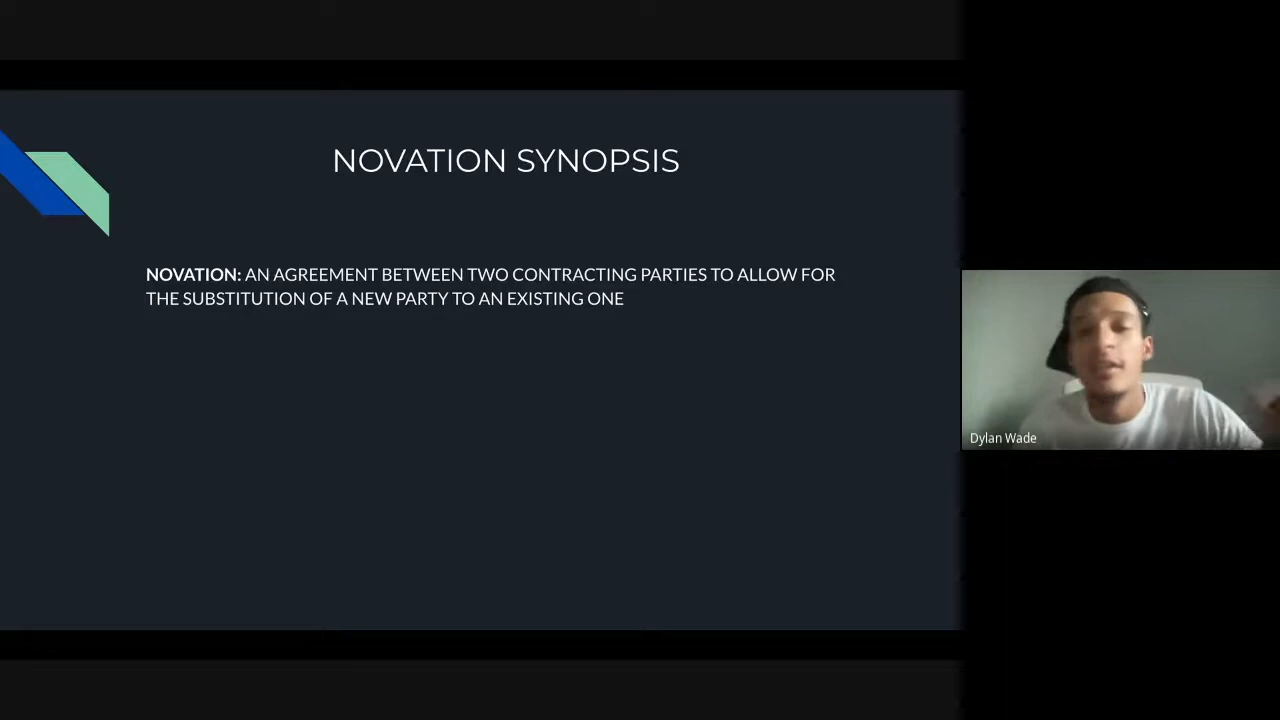 NOVATION SYNOPSIS
NOVATION: AN AGREEMENT BETWEEN TWO CONTRACTING PARTIES TO ALLOW FOR
THE SUBSTITUTION OF A NEW PARTY TO AN EXISTING ONE
Dylan Wade